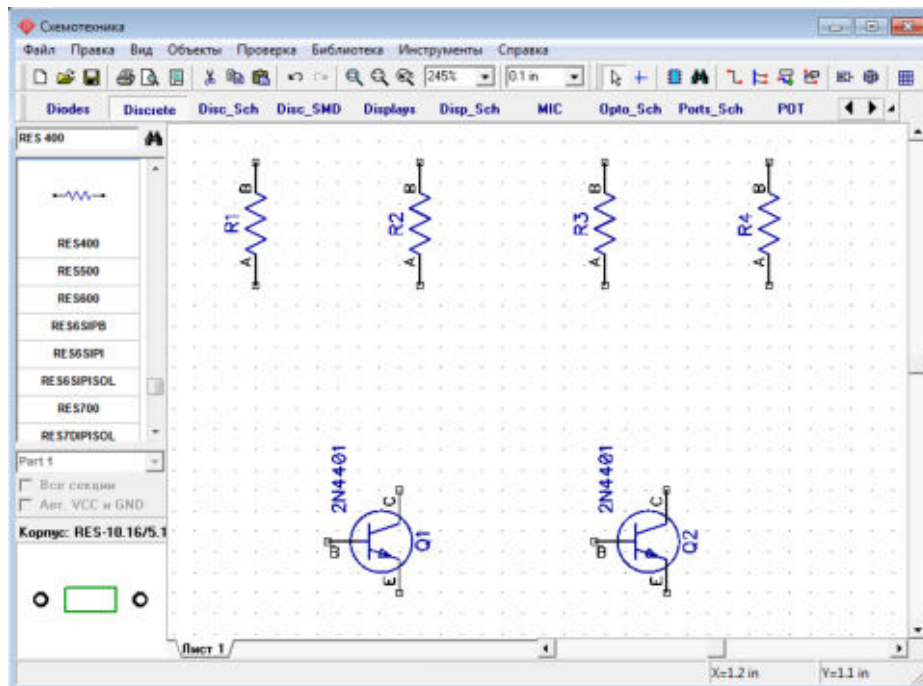 Схемотехника
Файл Правка Вид Объекты Проверка Библиотека Инструменты Справка
245% 0.1 in
Diodes Discrete Disc_Sch Disc_SMD Displays Disp_Sch MIC Opto_Sch Ports_Sch POT
RES 400
RES400
RES500
RES600
RES6SIPB
RES6SIPI
RES6SIPISOL
RES700
RES7DIPISOL
Part 1
Все секции
Авт. VCC и GND
Корпус: RES-10.16/5.1
B R1 A
B R2 A
B R3 A
B R4 A
2N4401 C B E Q1
2N4401 C B E Q2
Лист 1
X=1.2 in Y=1.1 in